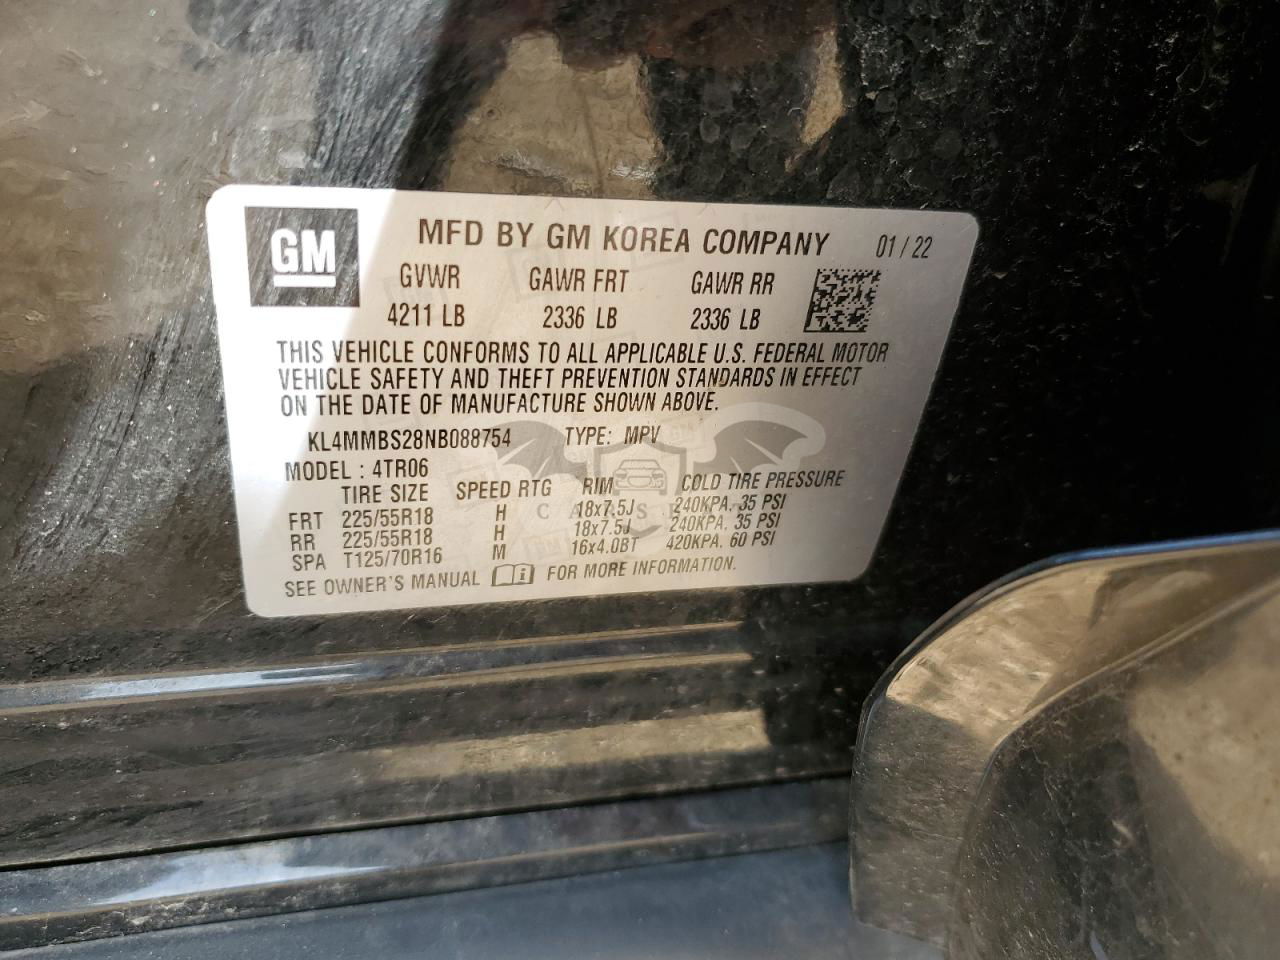 GM MFD BY GM KOREA COMPANY 01 / 22
GVWR GAWR FRT GAWR RR
4211 LB 2336 LB 2336 LB
THIS VEHICLE CONFORMS TO ALL APPLICABLE U.S. FEDERAL MOTOR
VEHICLE SAFETY AND THEFT PREVENTION STANDARDS IN EFFECT
ON THE DATE OF MANUFACTURE SHOWN ABOVE.
KL4MMBS28NB088754 TYPE: MPV
MODEL : 4TR06
TIRE SIZE SPEED RTG RIM COLD TIRE PRESSURE
FRT 225/55R18 H 18x7.5J 240KPA. 35 PSI
RR 225/55R18 H 18x7.5J 240KPA. 35 PSI
SPA T125/70R16 M 16x4.0BT 420KPA. 60 PSI
SEE OWNER'S MANUAL FOR MORE INFORMATION.